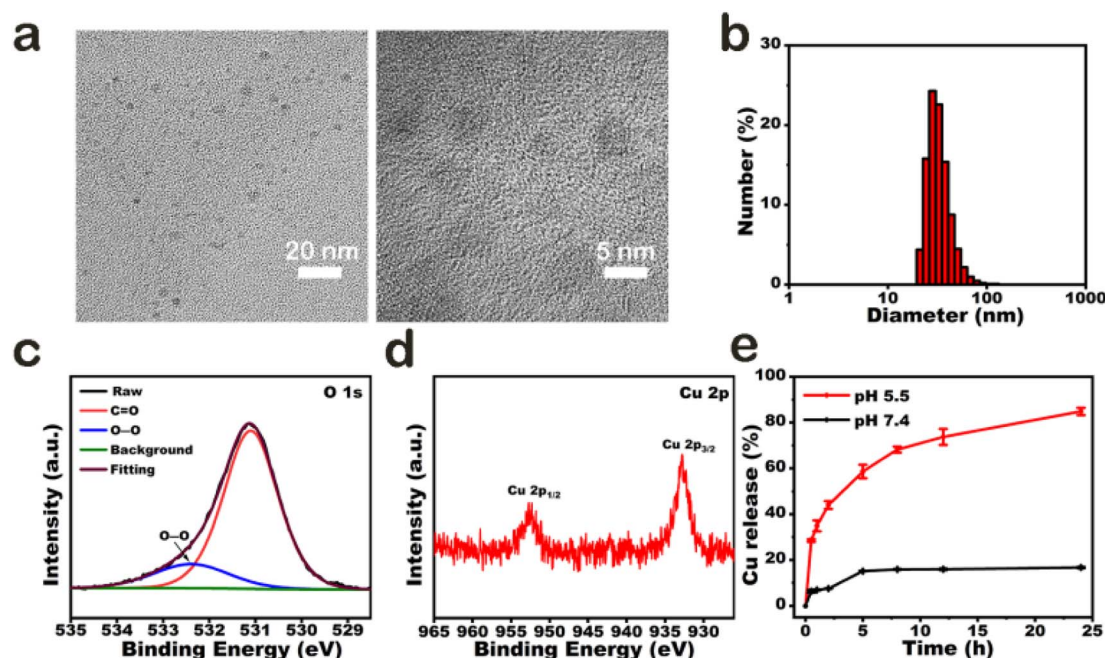 a
20 nm
5 nm
b
Number (%)
30
20
10
0
1 10 100 1000
Diameter (nm)
c
O 1s
Raw
C=O
O—O
Background
Fitting
O—O
Intensity (a.u.)
535 534 533 532 531 530 529
Binding Energy (eV)
d
Cu 2p
Cu 2p3/2
Cu 2p1/2
Intensity (a.u.)
965 960 955 950 945 940 935 930
Binding Energy (eV)
e
pH 5.5
pH 7.4
Cu release (%)
100
80
60
40
20
0
0 5 10 15 20 25
Time (h)